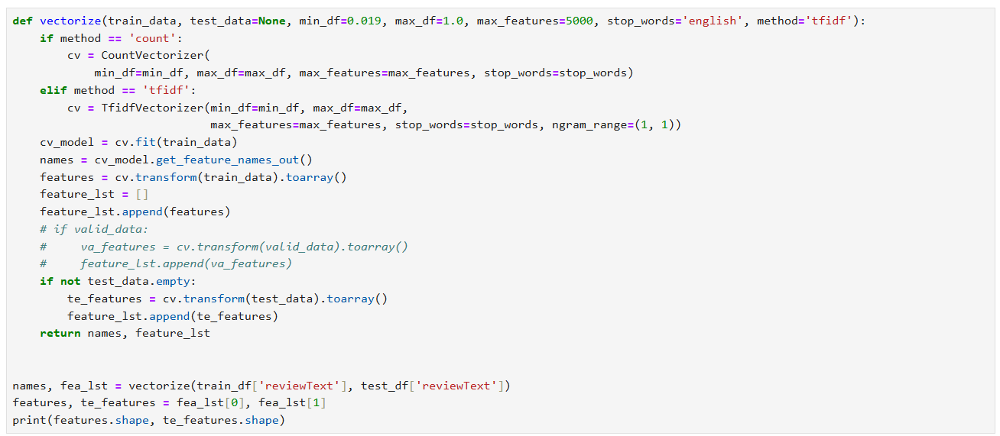 def vectorize(train_data, test_data=None, min_df=0.019, max_df=1.0, max_features=5000, stop_words='english', method='tfidf'):
    if method == 'count':
        cv = CountVectorizer(
            min_df=min_df, max_df=max_df, max_features=max_features, stop_words=stop_words)
    elif method == 'tfidf':
        cv = TfidfVectorizer(min_df=min_df, max_df=max_df,
                             max_features=max_features, stop_words=stop_words, ngram_range=(1, 1))
    cv_model = cv.fit(train_data)
    names = cv_model.get_feature_names_out()
    features = cv.transform(train_data).toarray()
    feature_lst = []
    feature_lst.append(features)
    # if valid_data:
    #     va_features = cv.transform(valid_data).toarray()
    #     feature_lst.append(va_features)
    if not test_data.empty:
        te_features = cv.transform(test_data).toarray()
        feature_lst.append(te_features)
    return names, feature_lst


names, fea_lst = vectorize(train_df['reviewText'], test_df['reviewText'])
features, te_features = fea_lst[0], fea_lst[1]
print(features.shape, te_features.shape)